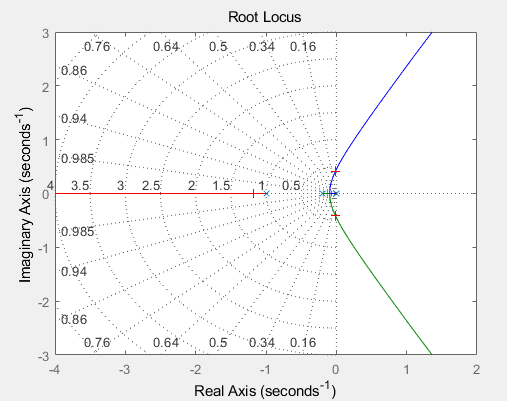 Root Locus
3
0.76 0.64 0.5 0.34 0.16
0.86
2
0.94
1
0.985
4 3.5 3 2.5 2 1.5 1 0.5
0
0.985
-1
0.94
-2
0.86
0.76 0.64 0.5 0.34 0.16
-3
-4 -3 -2 -1 0 1 2
Real Axis (seconds-1)
Imaginary Axis (seconds-1)